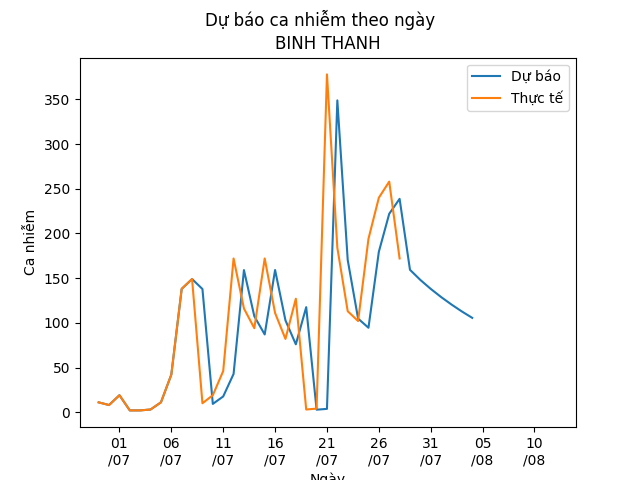 Dự báo ca nhiễm theo ngày
BINH THANH
Dự báo
Thực tế
Ca nhiễm
350
300
250
200
150
100
50
0
01 06 11 16 21 26 31 05 10
/07 /07 /07 /07 /07 /07 /07 /08 /08
Ngày